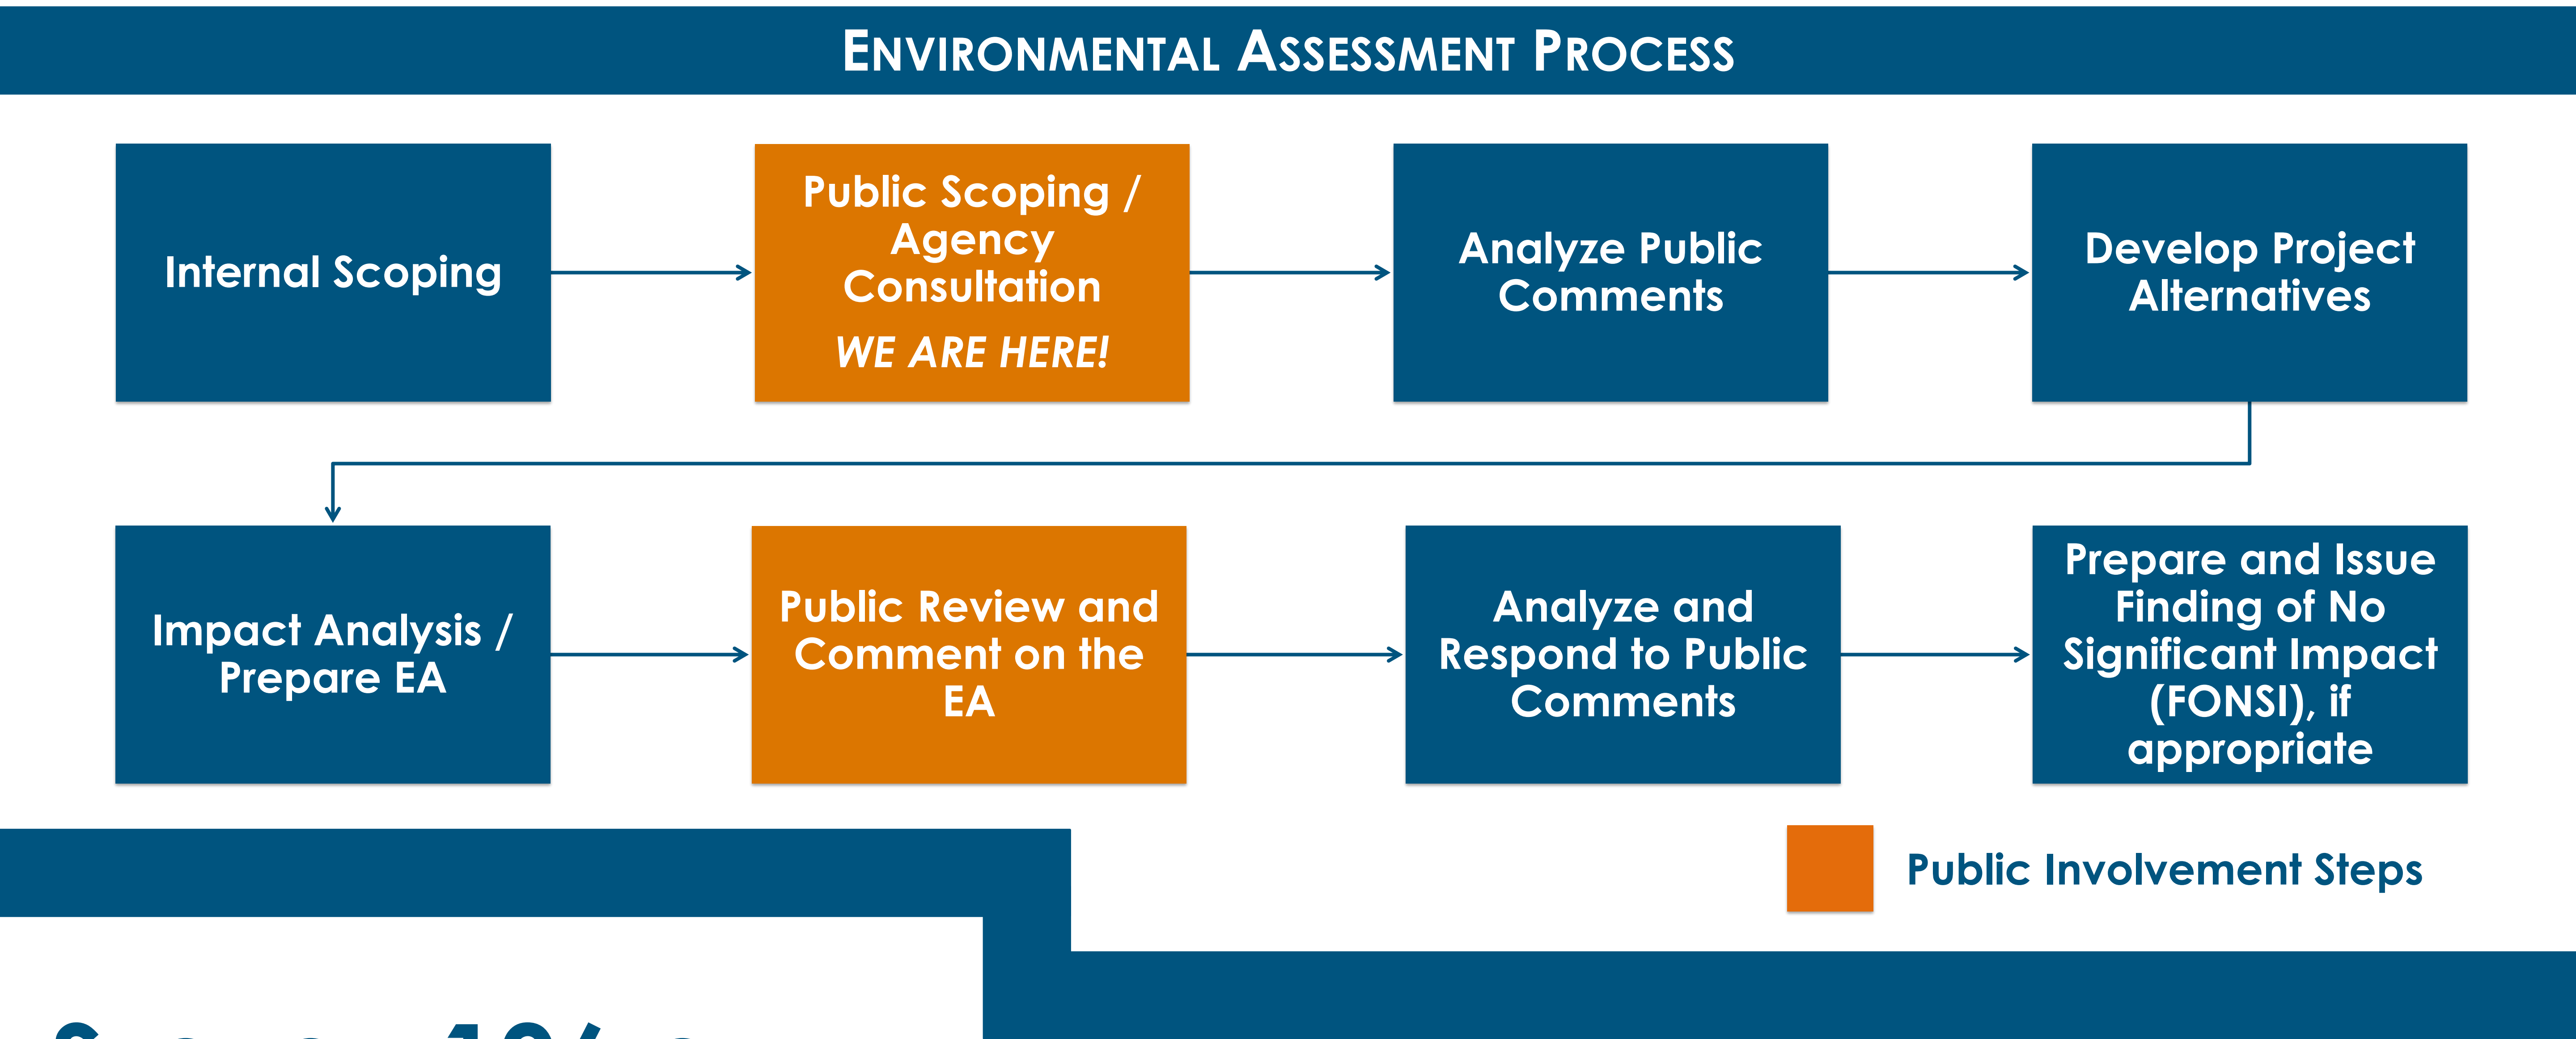 ENVIRONMENTAL ASSESSMENT PROCESS
Internal Scoping
Public Scoping /
Agency
Consultation
WE ARE HERE!
Analyze Public
Comments
Develop Project
Alternatives
Impact Analysis /
Prepare EA
Public Review and
Comment on the
EA
Analyze and
Respond to Public
Comments
Prepare and Issue
Finding of No
Significant Impact
(FONSI), if
appropriate
Public Involvement Steps